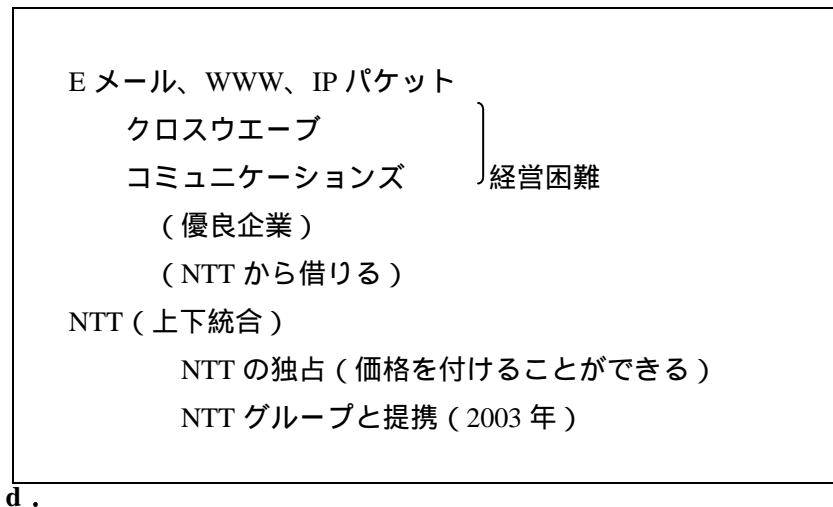 E メール、WWW、IP パケット
クロスウエーブ
コミュニケーションズ 経営困難
（優良企業）
（NTT から借りる）
NTT（上下統合）
NTT の独占（価格を付けることができる）
NTT グループと提携（2003 年）
d．